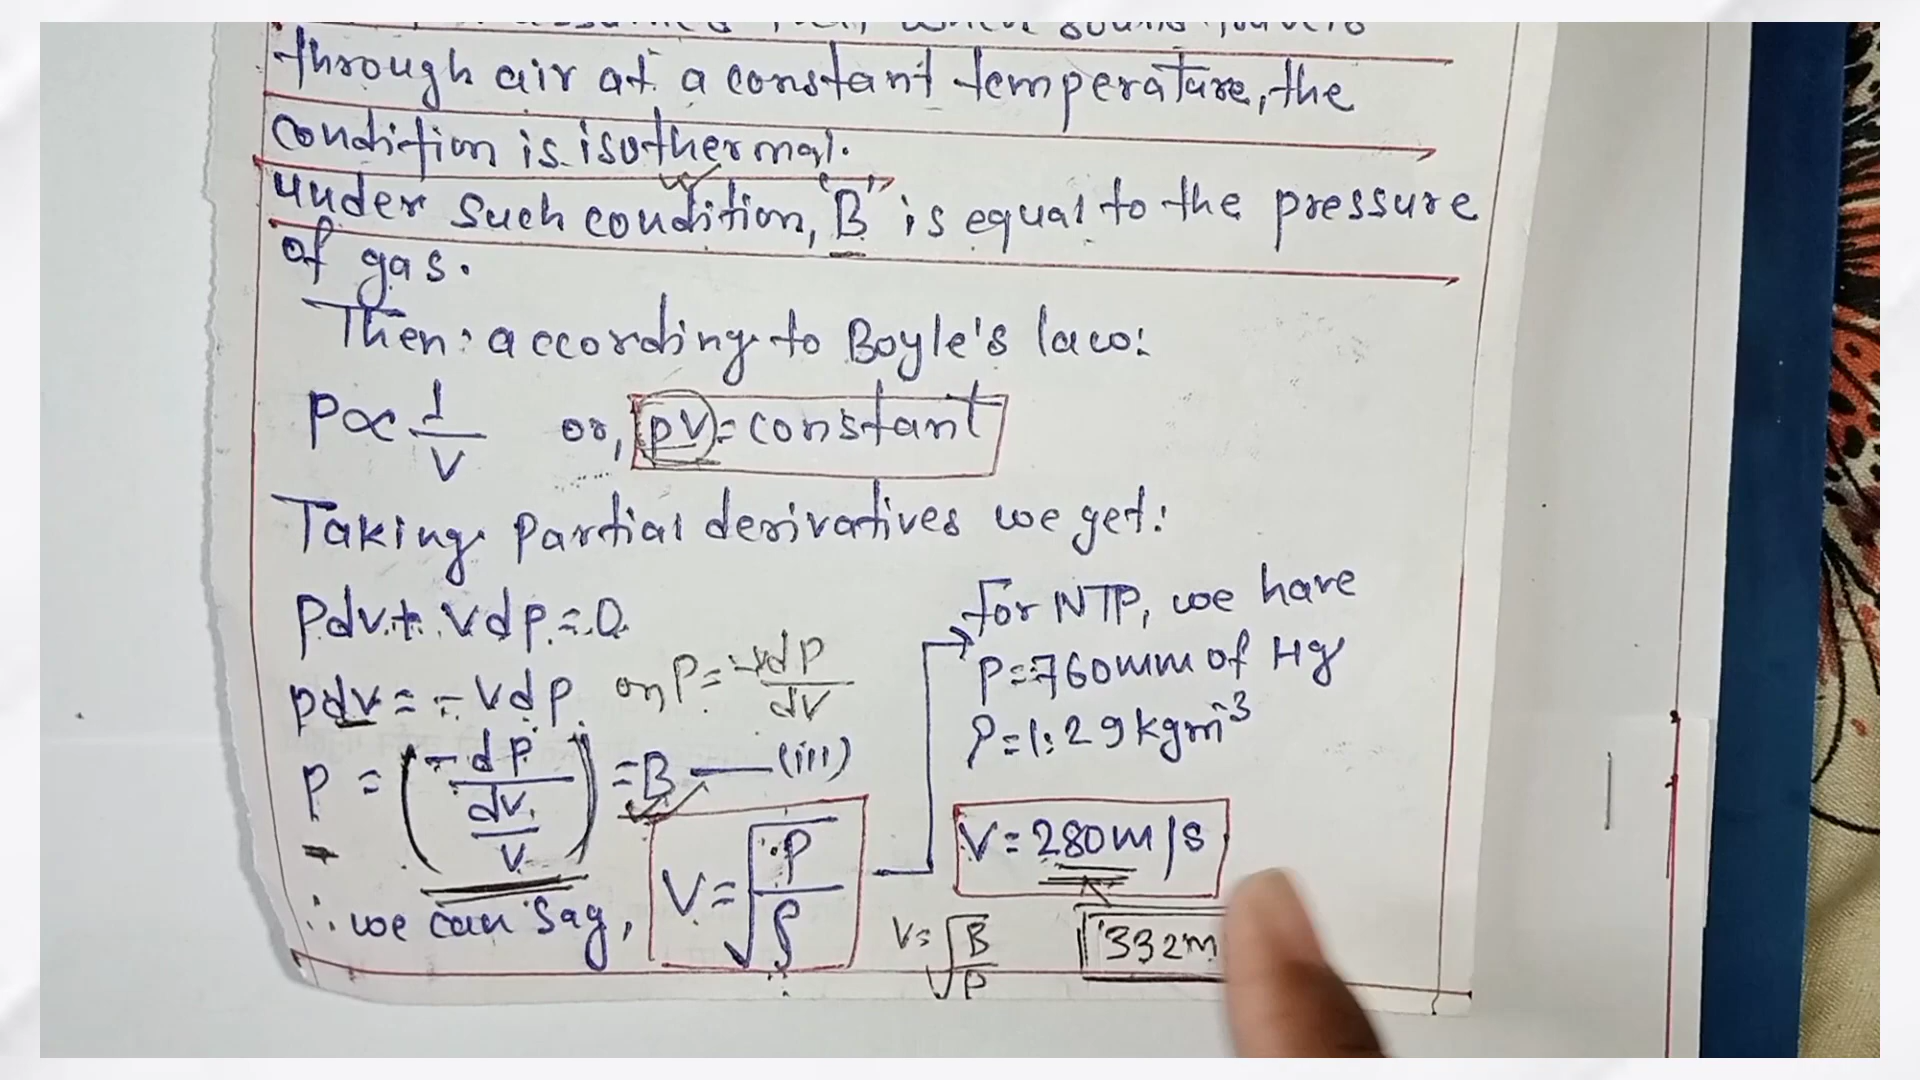 through air at a constant temperature, the
condition is isothermal.
under such condition, "B" is equal to the pressure
of gas.
Then: according to Boyle's law:
P ∝ 1/V or, PV = constant
Taking Partial derivatives we get:
Pdv + vdp = 0
pdv = -vdp or P = -vdp/dv
P = (-dp/(dv/v)) = B —— (iii)
∴ we can say, V = √(P/ρ)
For NTP, we have
P = 760mm of Hg
ρ = 1.29 kgm⁻³
V = 280m/s
V = √(B/ρ)
332m